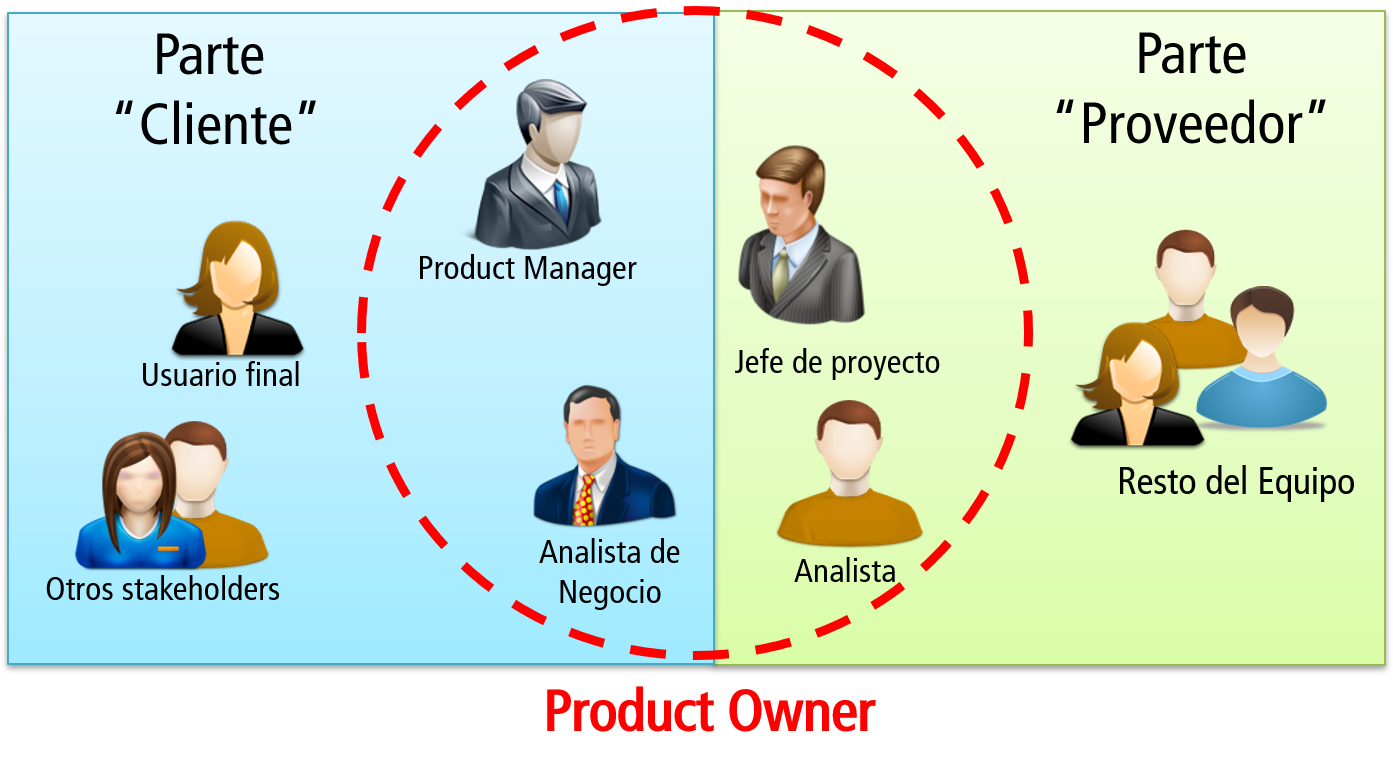 Parte
“Cliente”
Product Manager
Usuario final
Analista de
Negocio
Otros stakeholders
Parte
“Proveedor”
Jefe de proyecto
Analista
Resto del Equipo
Product Owner